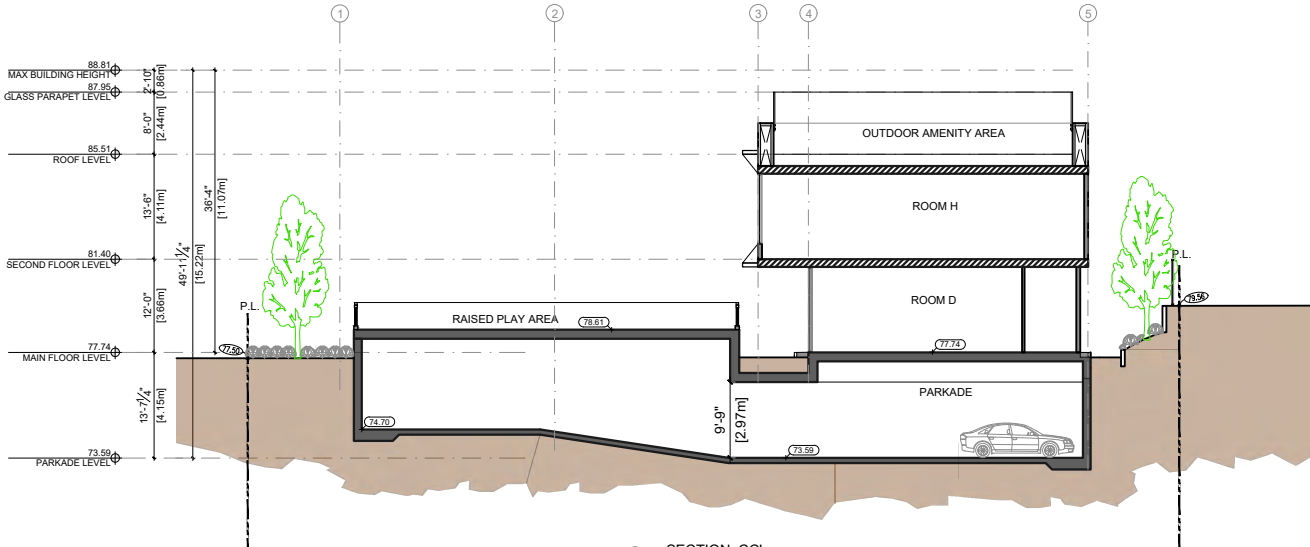 1
2
3
4
5
88.81
MAX BUILDING HEIGHT
2'-10"
[0.86m]
87.95
GLASS PARAPET LEVEL
8'-0"
[2.44m]
OUTDOOR AMENITY AREA
85.51
ROOF LEVEL
13'-6"
[4.11m]
36'-4"
[11.07m]
ROOM H
81.40
SECOND FLOOR LEVEL
49'-11 1/4"
[15.22m]
12'-0"
[3.66m]
P.L.
P.L.
79.56
ROOM D
RAISED PLAY AREA
78.61
77.50
77.74
MAIN FLOOR LEVEL
77.74
13'-7 1/4"
[4.15m]
PARKADE
9'-9"
[2.97m]
74.70
73.59
73.59
PARKADE LEVEL